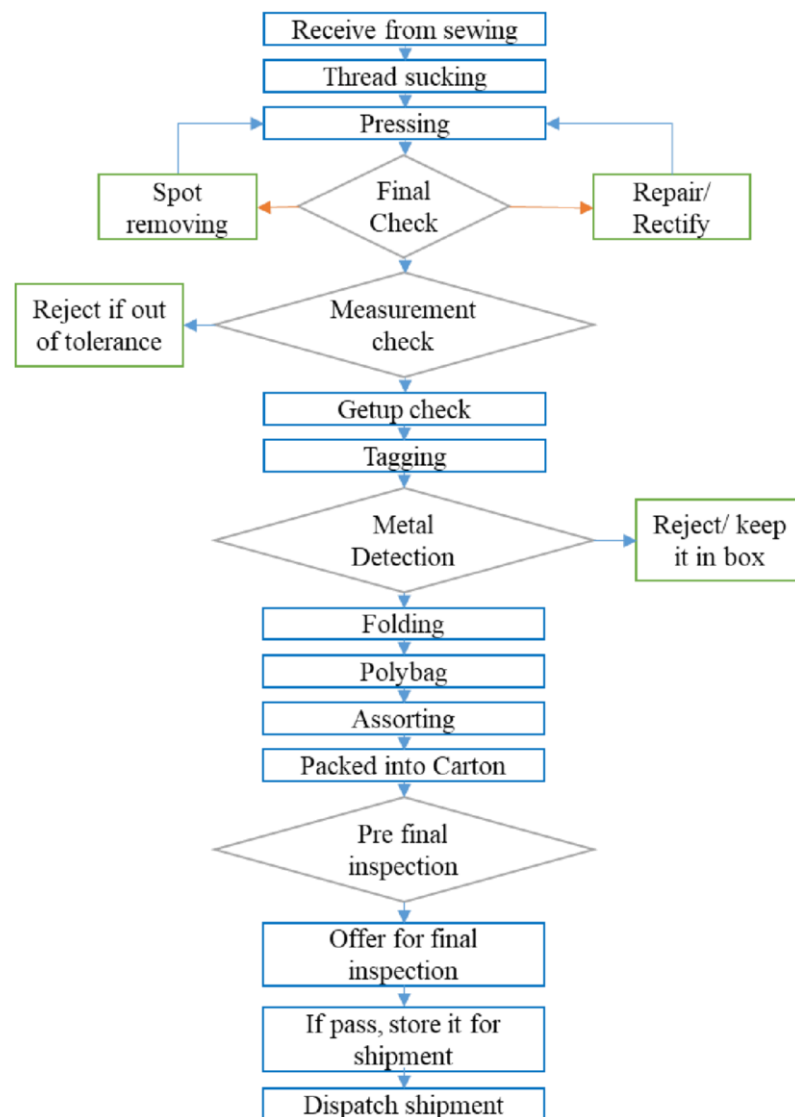 Receive from sewing
Thread sucking
Pressing
Spot
removing
Final
Check
Repair/
Rectify
Reject if out
of tolerance
Measurement
check
Getup check
Tagging
Metal
Detection
Reject/ keep
it in box
Folding
Polybag
Assorting
Packed into Carton
Pre final
inspection
Offer for final
inspection
If pass, store it for
shipment
Dispatch shipment